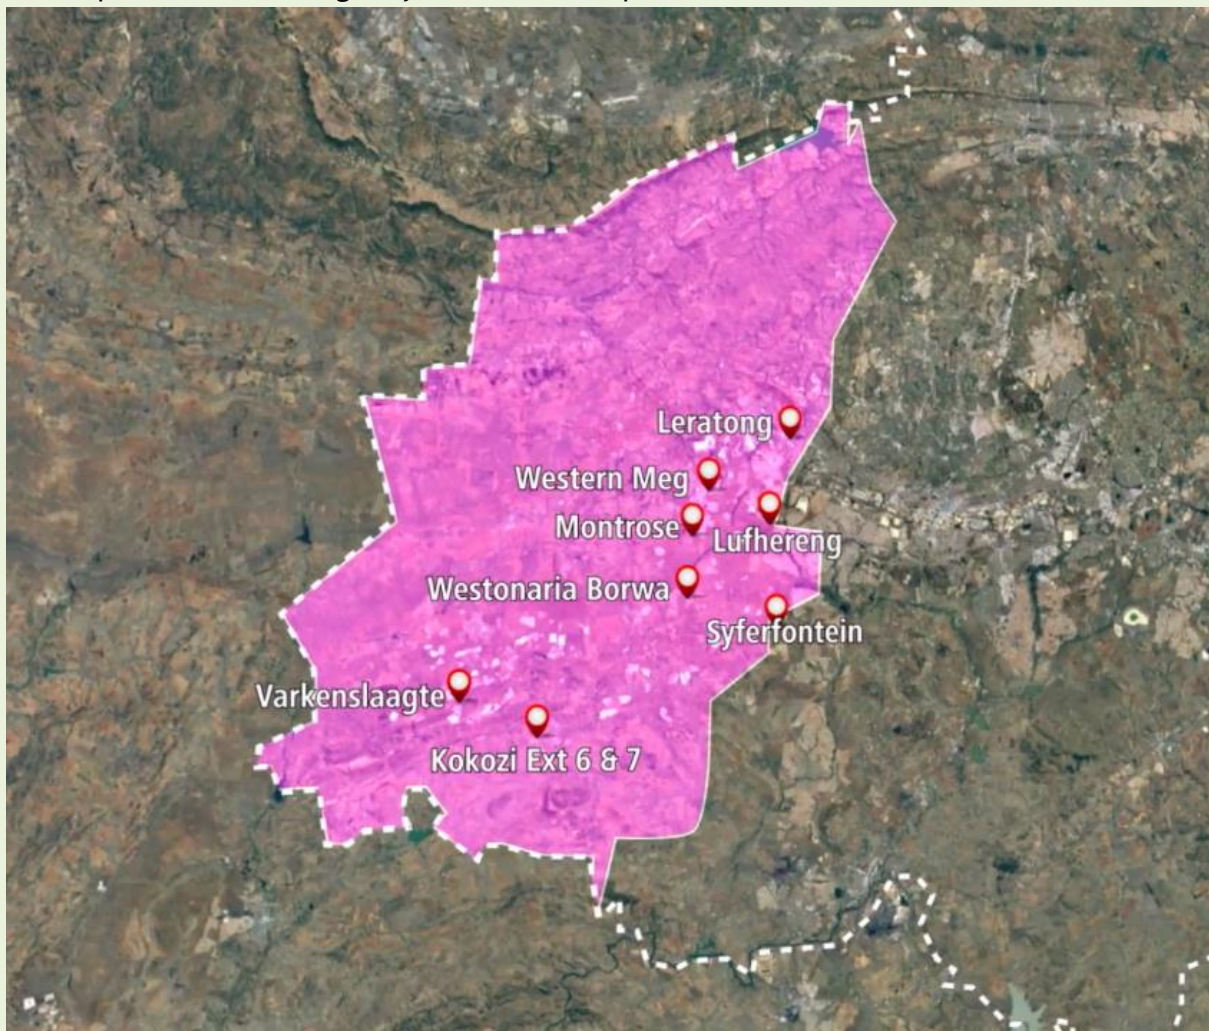 Leratong
Western Meg
Montrose
Lufhereng
Westonaria Borwa
Syferfontein
Varkenslaagte
Kokozi Ext 6 & 7